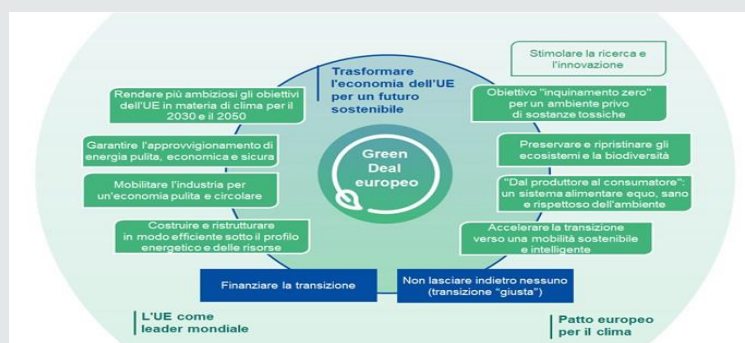 Trasformare
l'economia dell'UE
per un futuro
sostenibile
Stimolare la ricerca e
l'innovazione
Rendere più ambiziosi gli obiettivi
dell'UE in materia di clima per il
2030 e il 2050
Obiettivo "inquinamento zero"
per un ambiente privo
di sostanze tossiche
Garantire l'approvvigionamento di
energia pulita, economica e sicura
Green
Deal
europeo
Preservare e ripristinare gli
ecosistemi e la biodiversità
Mobilitare l'industria per
un'economia pulita e circolare
"Dal produttore al consumatore":
un sistema alimentare equo, sano
e rispettoso dell'ambiente
Costruire e ristrutturare
in modo efficiente sotto il profilo
energetico e delle risorse
Accelerare la transizione
verso una mobilità sostenibile
e intelligente
Finanziare la transizione
Non lasciare indietro nessuno
(transizione "giusta")
L'UE come
leader mondiale
Patto europeo
per il clima